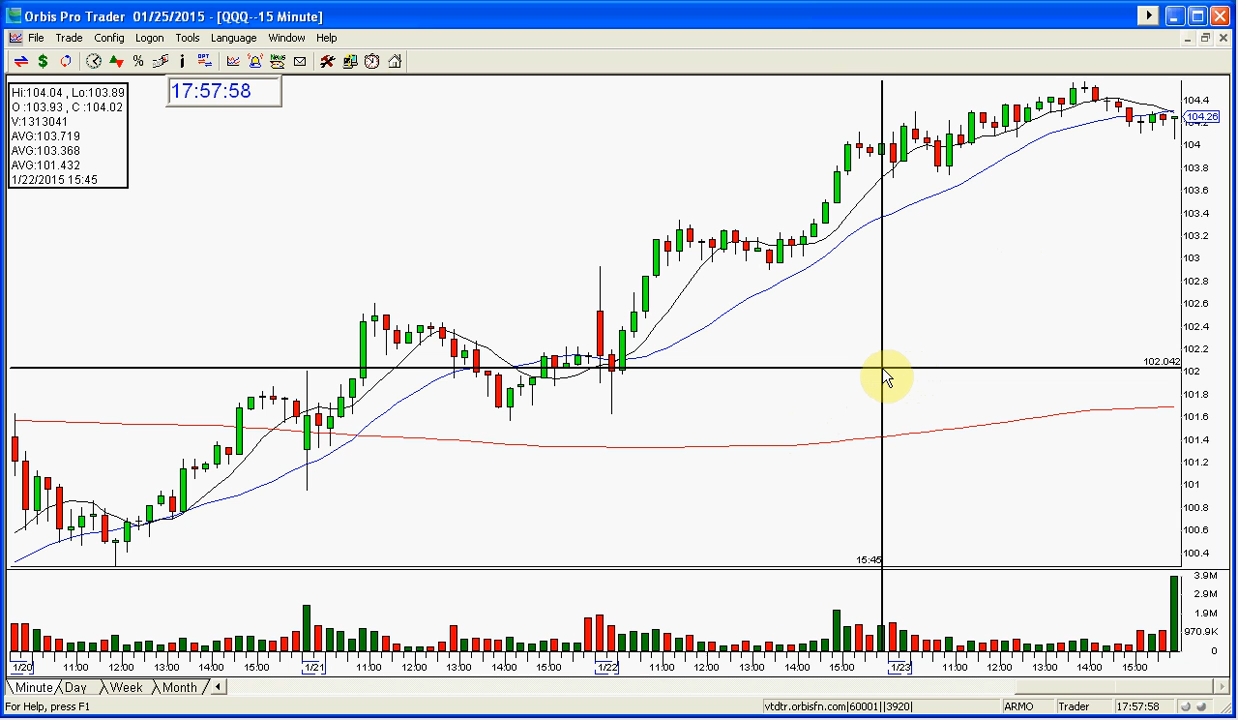 Orbis Pro Trader 01/25/2015 - [QQQ--15 Minute]
File Trade Config Logon Tools Language Window Help
Hi:104.04 , Lo:103.89
O :103.93 , C :104.02
V:1313041
AVG:103.719
AVG:103.368
AVG:101.432
1/22/2015 15:45
17:57:58
104.4
104.26
104
103.8
103.6
103.4
103.2
103
102.8
102.6
102.4
102.2
102.042
102
101.8
101.6
101.4
101.2
101
100.8
100.6
100.4
15:45
3.9M
2.9M
1.9M
970.9K
0
1/20 11:00 12:00 13:00 14:00 15:00 1/21 11:00 12:00 13:00 14:00 15:00 1/22 11:00 12:00 13:00 14:00 15:00 1/23 11:00 12:00 13:00 14:00 15:00
Minute Day Week Month
For Help, press F1 vtdtr.orbisfn.com|60001||3920| ARMO Trader 17:57:58